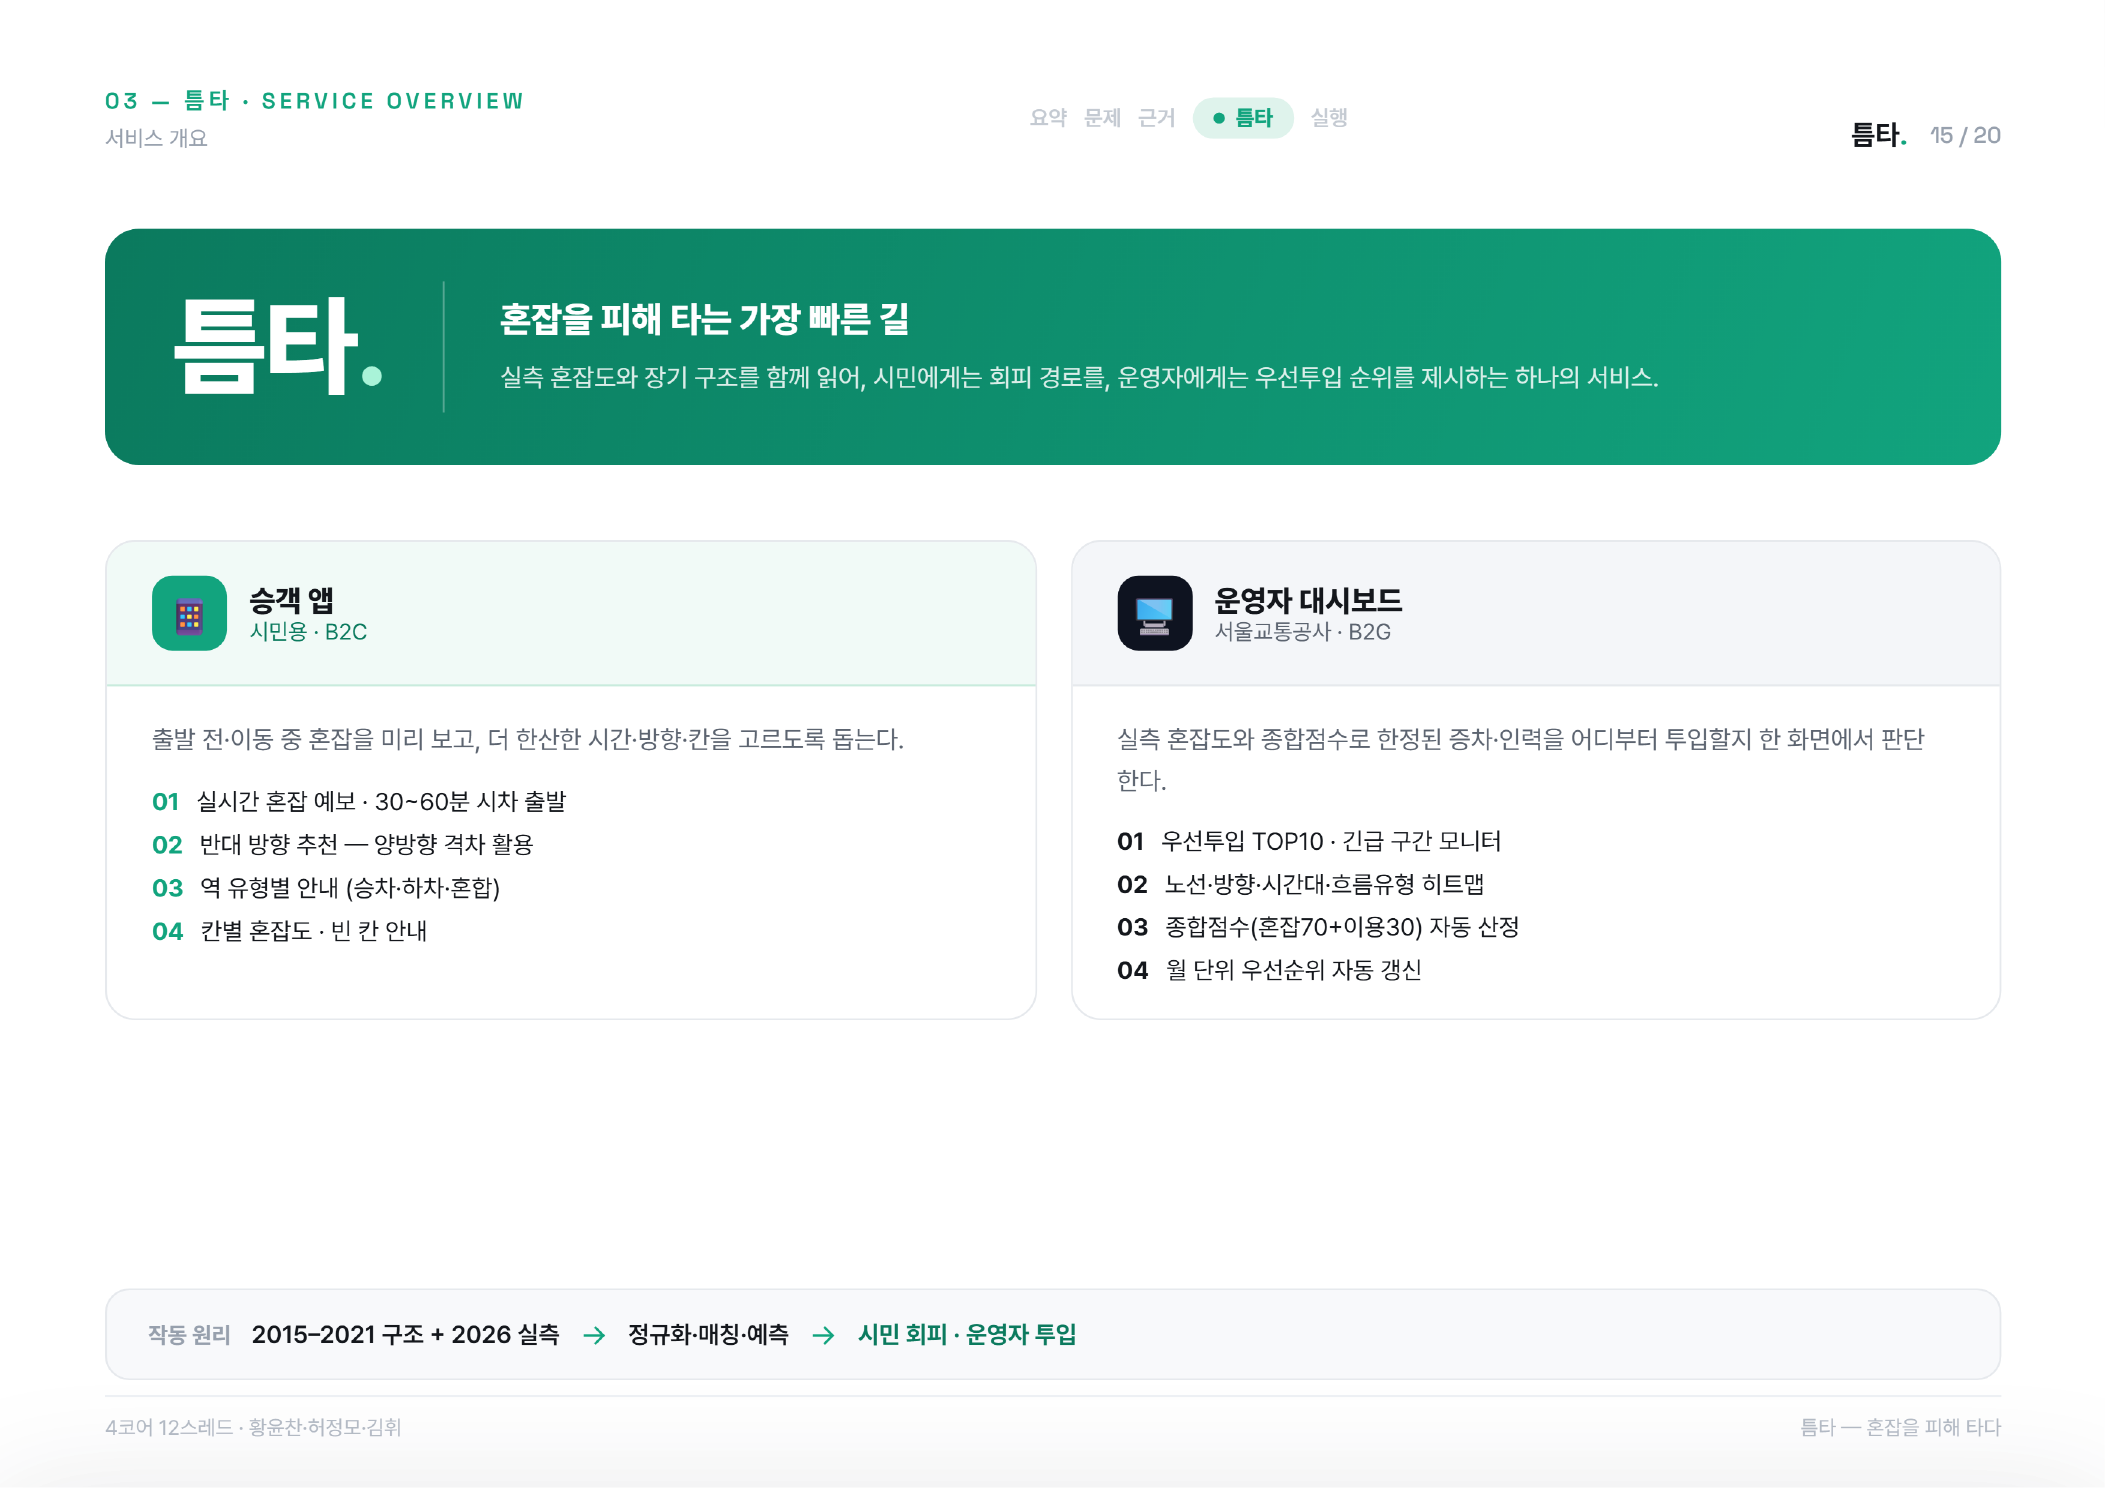 03 — 틈타 · SERVICE OVERVIEW
서비스 개요
요약 문제 근거 틈타 실행
틈타. 15 / 20
틈타.
혼잡을 피해 타는 가장 빠른 길
실측 혼잡도와 장기 구조를 함께 읽어, 시민에게는 회피 경로를, 운영자에게는 우선투입 순위를 제시하는 하나의 서비스.
승객 앱
시민용 · B2C
출발 전·이동 중 혼잡을 미리 보고, 더 한산한 시간·방향·칸을 고르도록 돕는다.
01 실시간 혼잡 예보 · 30~60분 시차 출발
02 반대 방향 추천 — 양방향 격차 활용
03 역 유형별 안내 (승차·하차·혼합)
04 칸별 혼잡도 · 빈 칸 안내
운영자 대시보드
서울교통공사 · B2G
실측 혼잡도와 종합점수로 한정된 증차·인력을 어디부터 투입할지 한 화면에서 판단
한다.
01 우선투입 TOP10 · 긴급 구간 모니터
02 노선·방향·시간대·흐름유형 히트맵
03 종합점수(혼잡70+이용30) 자동 산정
04 월 단위 우선순위 자동 갱신
작동 원리 2015–2021 구조 + 2026 실측 → 정규화·매칭·예측 → 시민 회피 · 운영자 투입
4코어 12스레드 · 황윤찬·허정모·김휘
틈타 — 혼잡을 피해 타다